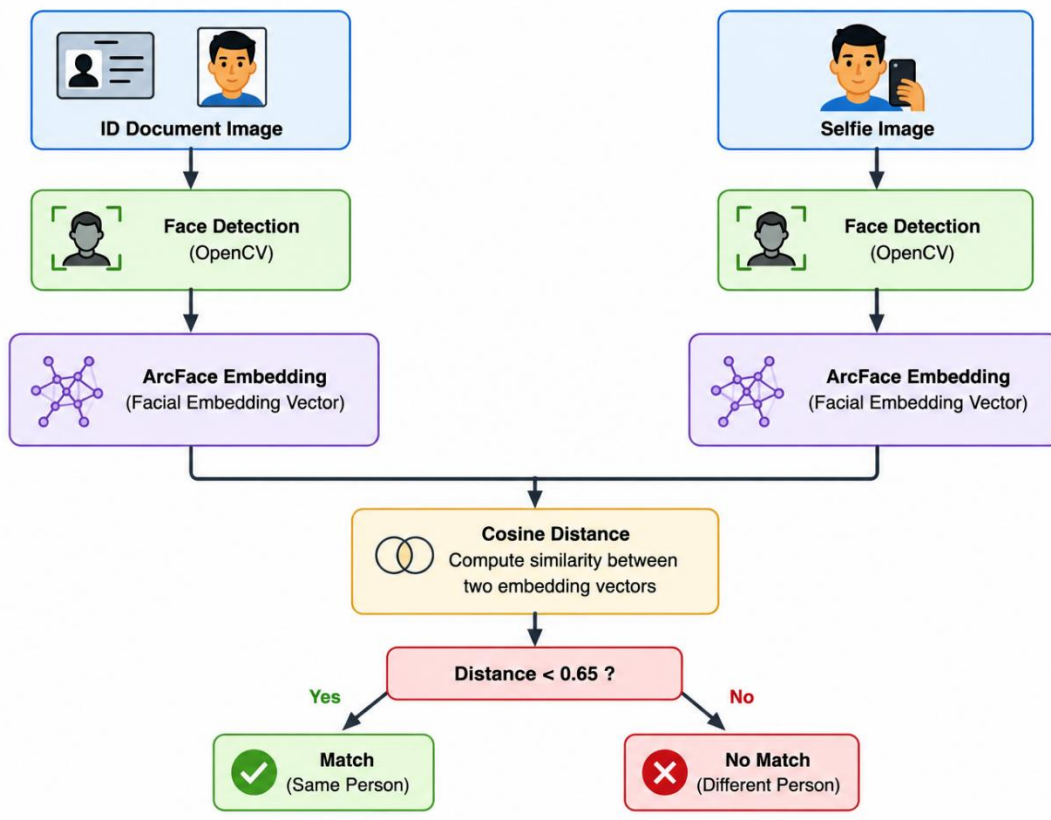 ID Document Image
Selfie Image
Face Detection
(OpenCV)
Face Detection
(OpenCV)
ArcFace Embedding
(Facial Embedding Vector)
ArcFace Embedding
(Facial Embedding Vector)
Cosine Distance
Compute similarity between
two embedding vectors
Distance < 0.65 ?
Yes
No
Match
(Same Person)
No Match
(Different Person)